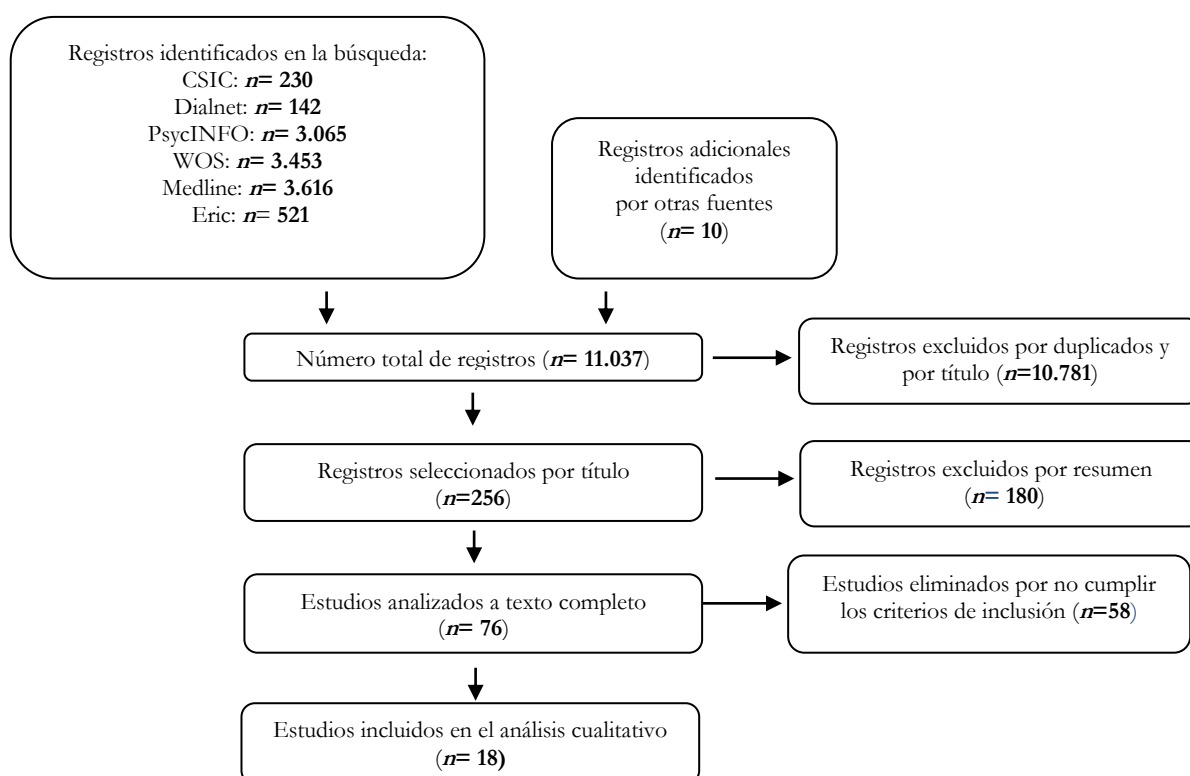 Registros identificados en la búsqueda:
CSIC: n= 230
Dialnet: n= 142
PsycINFO: n= 3.065
WOS: n= 3.453
Medline: n= 3.616
Eric: n= 521
Registros adicionales
identificados
por otras fuentes
(n= 10)
Número total de registros (n= 11.037)
Registros excluidos por duplicados y
por título (n=10.781)
Registros seleccionados por título
(n=256)
Registros excluidos por resumen
(n= 180)
Estudios analizados a texto completo
(n= 76)
Estudios eliminados por no cumplir
los criterios de inclusión (n=58)
Estudios incluidos en el análisis cualitativo
(n= 18)